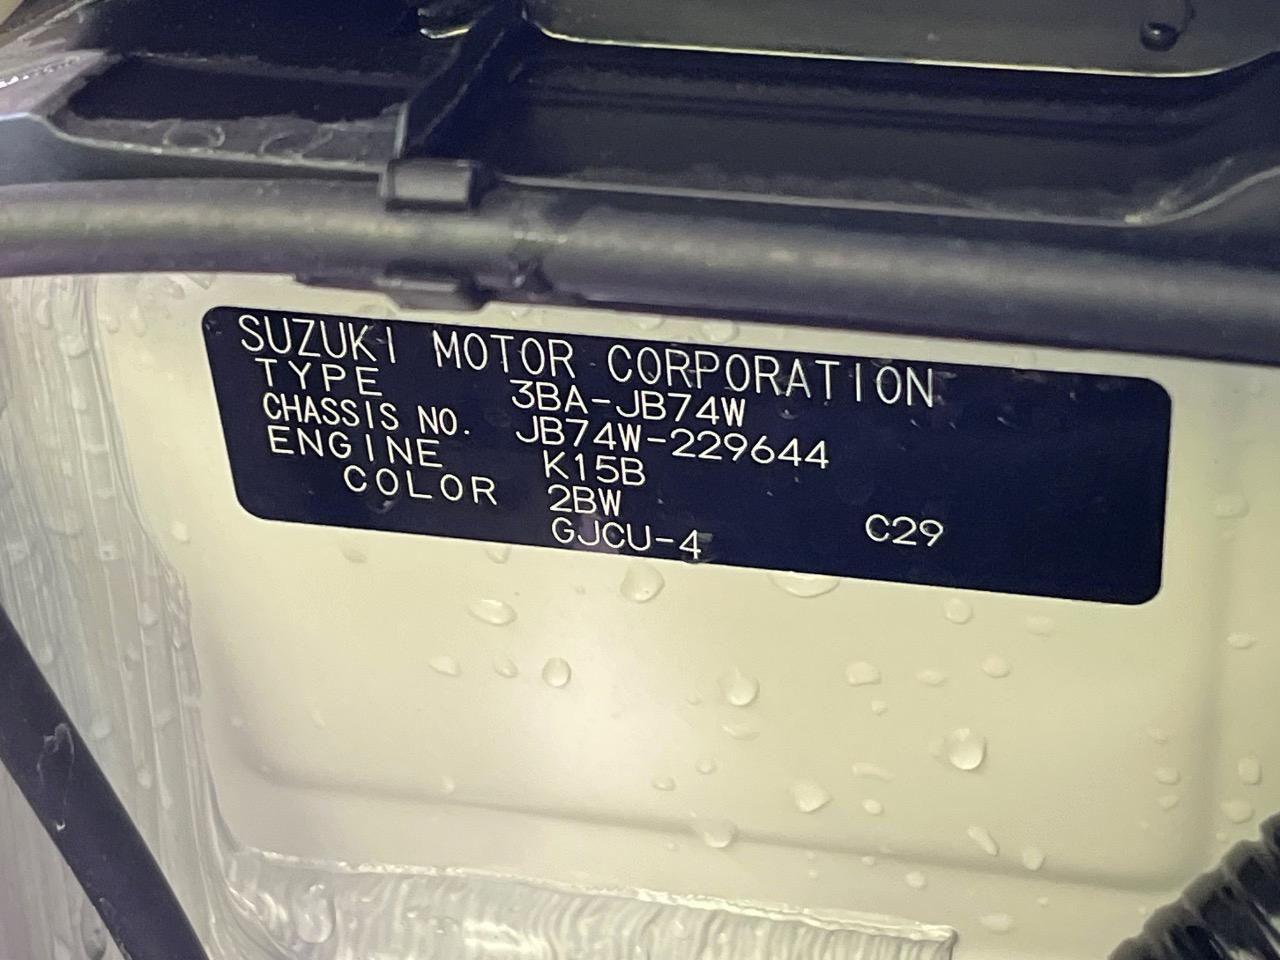 SUZUKI MOTOR CORPORATION
TYPE 3BA-JB74W
CHASSIS NO. JB74W-229644
ENGINE K15B
COLOR 2BW
GJCU-4 C29